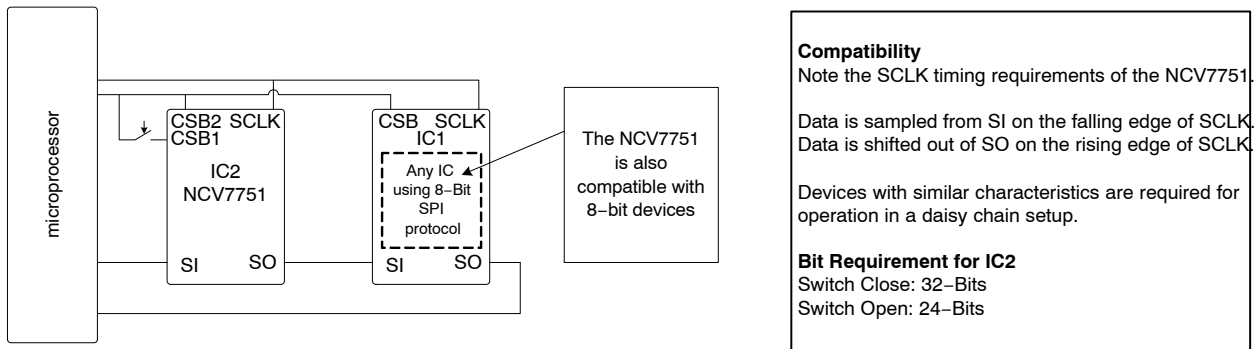 microprocessor
CSB2 SCLK
CSB1
IC2
NCV7751
SI SO
CSB SCLK
IC1
Any IC
using 8−Bit
SPI
protocol
SI SO
The NCV7751
is also
compatible with
8−bit devices
Compatibility
Note the SCLK timing requirements of the NCV7751.
Data is sampled from SI on the falling edge of SCLK.
Data is shifted out of SO on the rising edge of SCLK.
Devices with similar characteristics are required for
operation in a daisy chain setup.
Bit Requirement for IC2
Switch Close: 32−Bits
Switch Open: 24−Bits